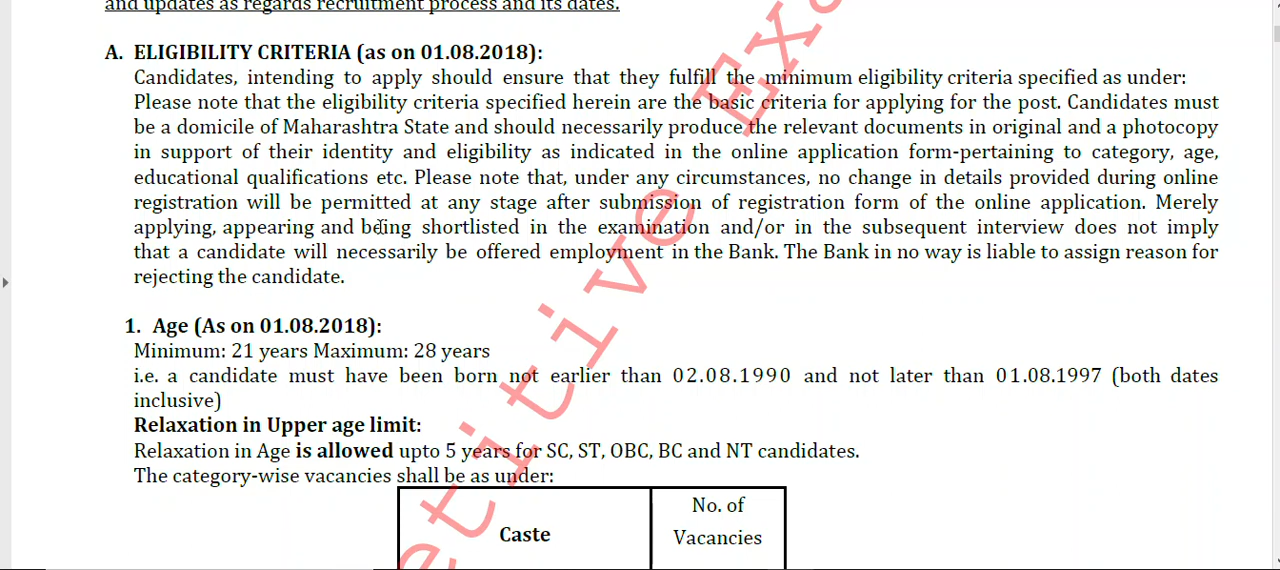 and updates as regards recruitment process and its dates.
A. ELIGIBILITY CRITERIA (as on 01.08.2018):
Candidates, intending to apply should ensure that they fulfill the minimum eligibility criteria specified as under:
Please note that the eligibility criteria specified herein are the basic criteria for applying for the post. Candidates must
be a domicile of Maharashtra State and should necessarily produce the relevant documents in original and a photocopy
in support of their identity and eligibility as indicated in the online application form-pertaining to category, age,
educational qualifications etc. Please note that, under any circumstances, no change in details provided during online
registration will be permitted at any stage after submission of registration form of the online application. Merely
applying, appearing and being shortlisted in the examination and/or in the subsequent interview does not imply
that a candidate will necessarily be offered employment in the Bank. The Bank in no way is liable to assign reason for
rejecting the candidate.
1. Age (As on 01.08.2018):
Minimum: 21 years Maximum: 28 years
i.e. a candidate must have been born not earlier than 02.08.1990 and not later than 01.08.1997 (both dates
inclusive)
Relaxation in Upper age limit:
Relaxation in Age is allowed upto 5 years for SC, ST, OBC, BC and NT candidates.
The category-wise vacancies shall be as under:
Caste
No. of
Vacancies
etitive Exa